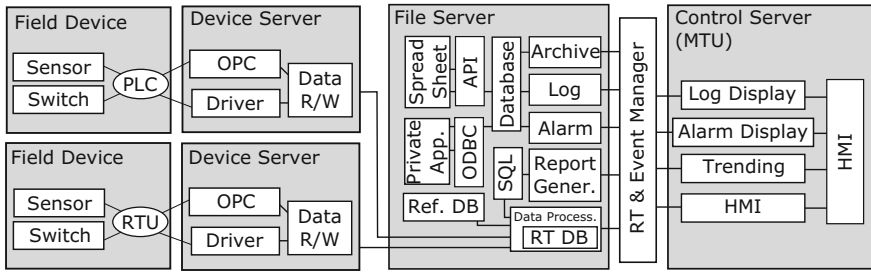 Field Device
Sensor
Switch
PLC
Device Server
OPC
Driver
Data
R/W
Field Device
Sensor
Switch
RTU
Device Server
OPC
Driver
Data
R/W
File Server
Spread
Sheet
API
Database
Archive
Log
Alarm
Private
App.
ODBC
SQL
Report
Gener.
Ref. DB
Data Process.
RT DB
RT & Event Manager
Control Server
(MTU)
Log Display
Alarm Display
Trending
HMI
HMI